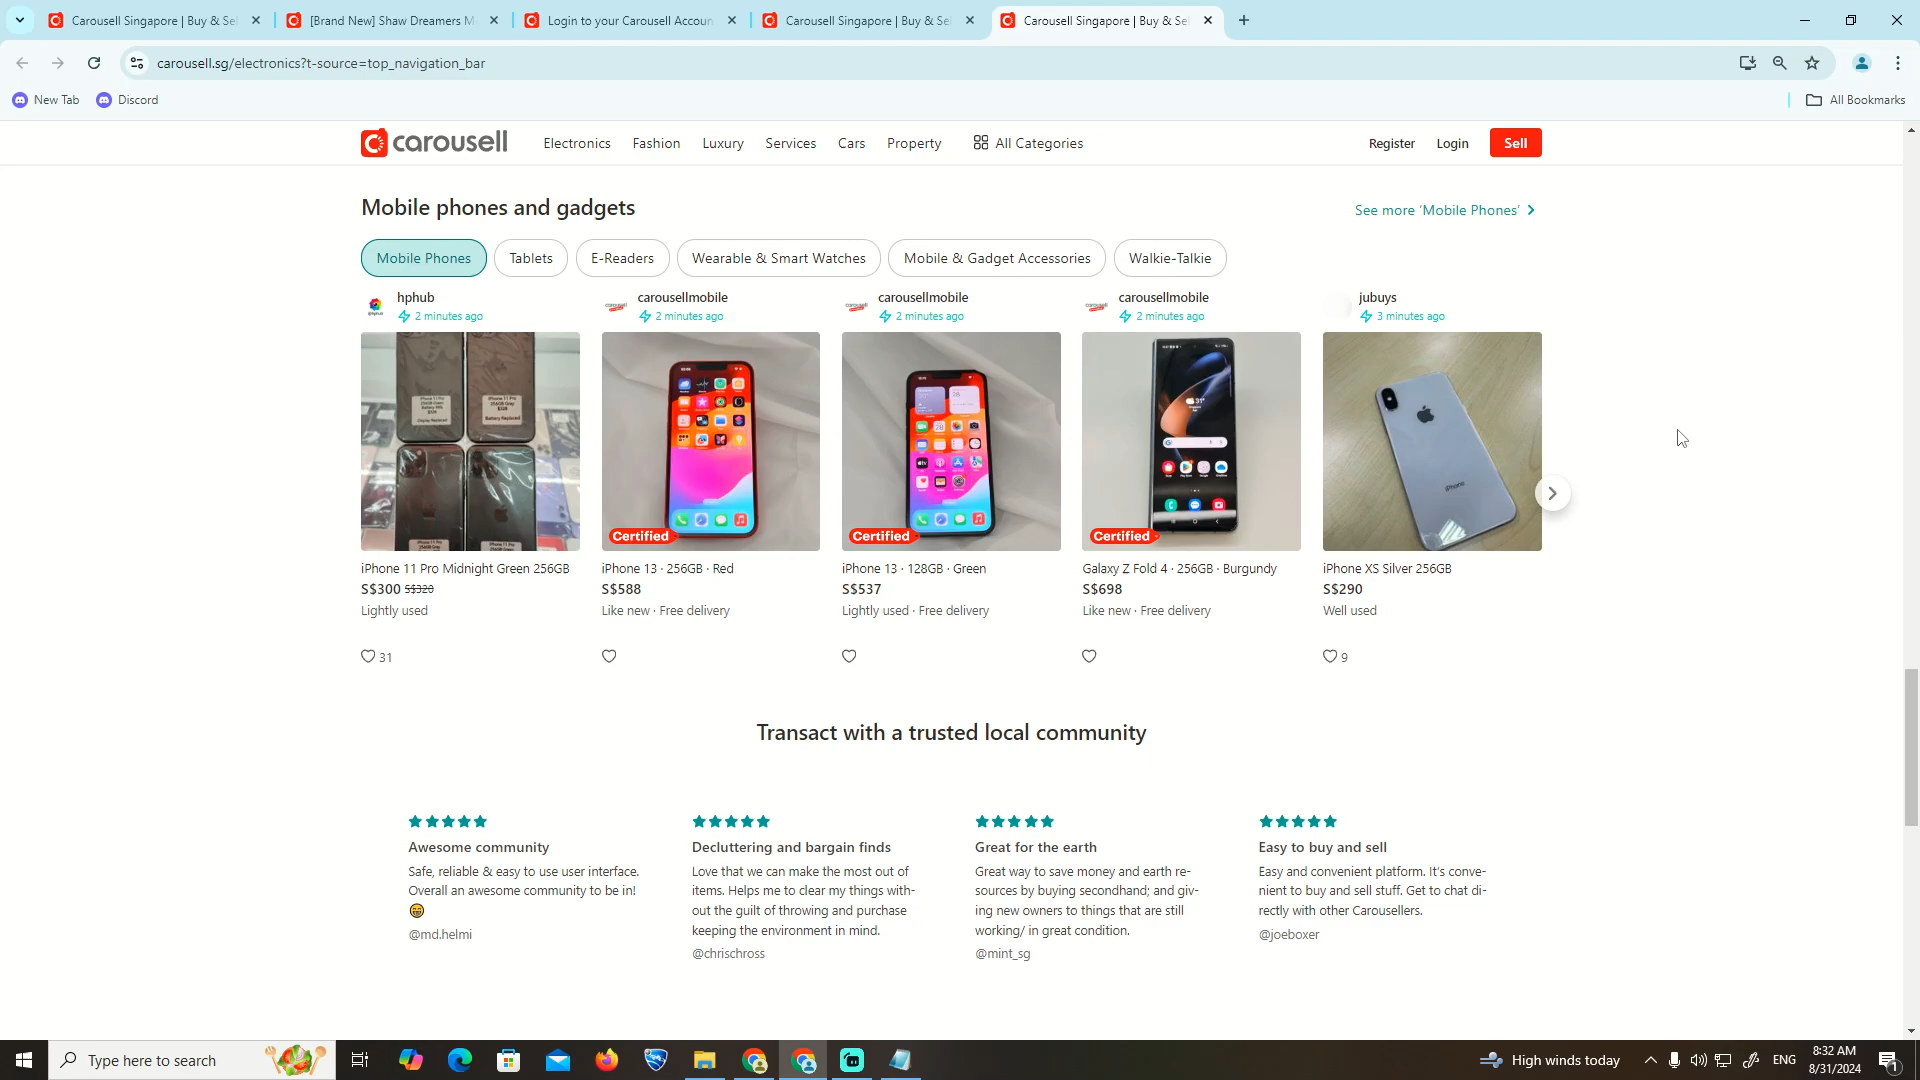 Carousell Singapore | Buy & Se
[Brand New] Shaw Dreamers M
Login to your Carousell Accoun
Carousell Singapore | Buy & Se
Carousell Singapore | Buy & Se
carousell.sg/electronics?t-source=top_navigation_bar
New Tab
Discord
All Bookmarks
carousell
Electronics
Fashion
Luxury
Services
Cars
Property
All Categories
Register
Login
Sell
Mobile phones and gadgets
See more 'Mobile Phones'
Mobile Phones
Tablets
E-Readers
Wearable & Smart Watches
Mobile & Gadget Accessories
Walkie-Talkie
hphub
2 minutes ago
carousellmobile
2 minutes ago
carousellmobile
2 minutes ago
carousellmobile
2 minutes ago
jubuys
3 minutes ago
Certified
Certified
Certified
iPhone 11 Pro Midnight Green 256GB
S$300 S$320
Lightly used
31
iPhone 13 · 256GB · Red
S$588
Like new · Free delivery
iPhone 13 · 128GB · Green
S$537
Lightly used · Free delivery
Galaxy Z Fold 4 · 256GB · Burgundy
S$698
Like new · Free delivery
iPhone XS Silver 256GB
S$290
Well used
9
Transact with a trusted local community
Awesome community
Safe, reliable & easy to use user interface.
Overall an awesome community to be in!
😁
@md.helmi
Decluttering and bargain finds
Love that we can make the most out of
items. Helps me to clear my things with-
out the guilt of throwing and purchase
keeping the environment in mind.
@chrischross
Great for the earth
Great way to save money and earth re-
sources by buying secondhand; and giv-
ing new owners to things that are still
working/ in great condition.
@mint_sg
Easy to buy and sell
Easy and convenient platform. It's conve-
nient to buy and sell stuff. Get to chat di-
rectly with other Carousellers.
@joeboxer
Type here to search
High winds today
ENG
8:32 AM
8/31/2024
1